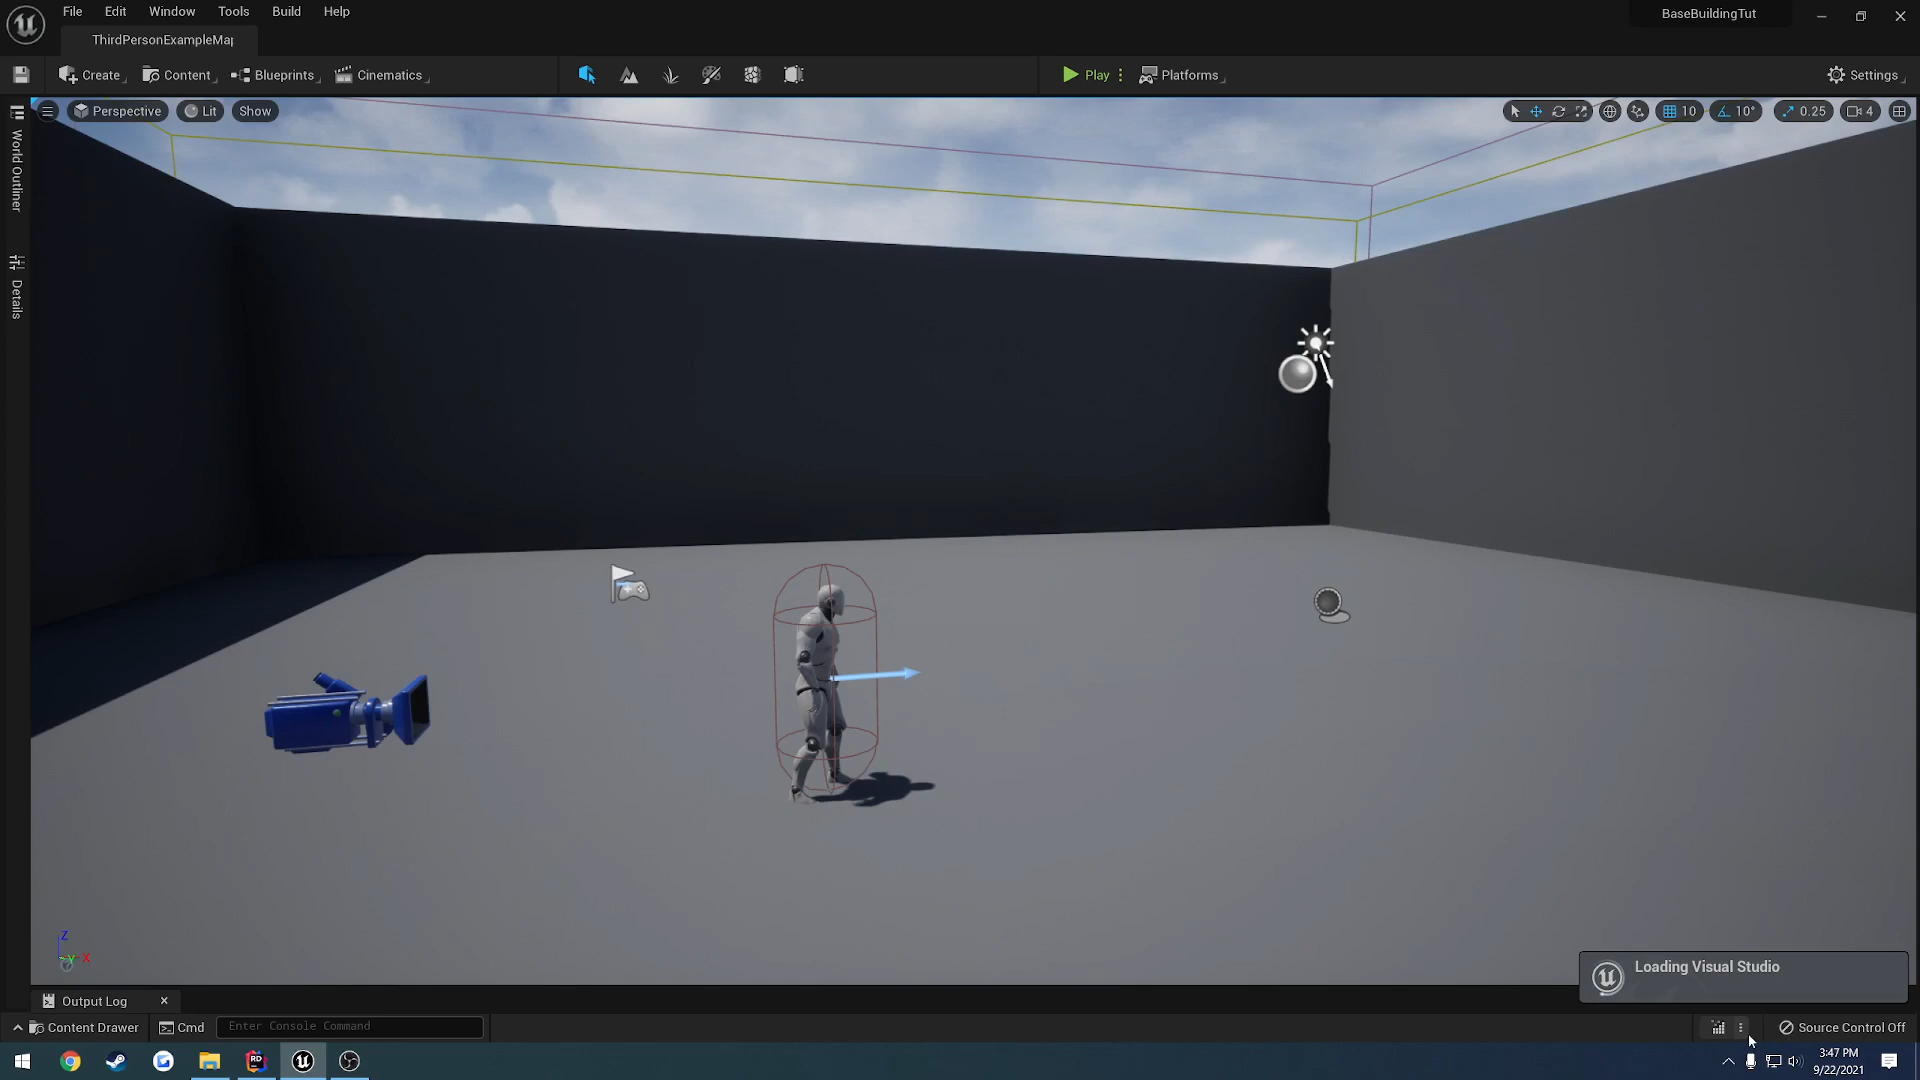 File Edit Window Tools Build Help
BaseBuildingTut
ThirdPersonExampleMap
Create Content Blueprints Cinematics Play Platforms Settings
Perspective Lit Show 10 10° 0.25 4
World Outliner
Details
Z
Y X
Loading Visual Studio
Output Log
Content Drawer Cmd Enter Console Command Source Control Off
RD
3:47 PM
9/22/2021